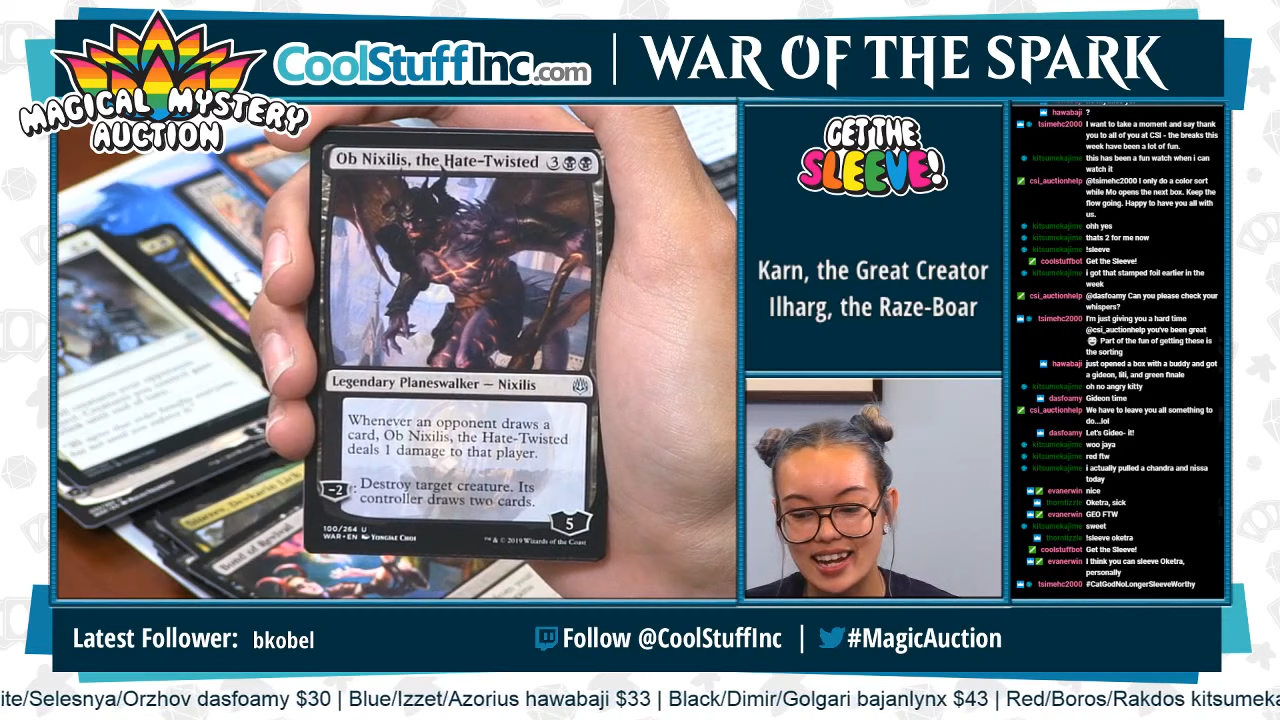 MAGICAL MYSTERY
AUCTION
COOLSTUFFINC.com
WAR OF THE SPARK
Ob Nixilis, the Hate-Twisted 3
Legendary Planeswalker — Nixilis
Whenever an opponent draws a
card, Ob Nixilis, the Hate-Twisted
deals 1 damage to that player.
-2: Destroy target creature. Its
controller draws two cards.
5
100/264 U
WAR • EN Yongjae Choi
™ & © 2019 Wizards of the Coast
GET THE
SLEEVE!
Karn, the Great Creator
Ilharg, the Raze-Boar
hawabaji ?
tsimehc2000 I want to take a moment and say thank
you to all of you at CSI - the breaks this
week have been a lot of fun.
kitsumekajime this has been a fun watch when i can
watch it
csi_auctionhelp @tsimehc2000 I only do a color sort
while Mo opens the next box. Keep the
flow going. Happy to have you all with
us.
kitsumekajime ohh yes
kitsumekajime thats 2 for me now
kitsumekajime !sleeve
coolstuffbot Get the Sleeve!
kitsumekajime i got that stamped foil earlier in the
week
csi_auctionhelp @dasfoamy Can you please check your
whispers?
tsimehc2000 I'm just giving you a hard time
@csi_auctionhelp you've been great
Part of the fun of getting these is
the sorting
hawabaji just opened a box with a buddy and got
a gideon, lili, and green finale
kitsumekajime oh no angry kitty
dasfoamy Gideon time
csi_auctionhelp We have to leave you all something to
do...lol
dasfoamy Let's Gideo- it!
kitsumekajime woo jaya
kitsumekajime red ftw
kitsumekajime i actually pulled a chandra and nissa
today
evanerwin nice
thorntizzle Oketra, sick
evanerwin GEO FTW
kitsumekajime sweet
thorntizzle !sleeve oketra
coolstuffbot Get the Sleeve!
evanerwin I think you can sleeve Oketra,
personally
tsimehc2000 #CatGodNoLongerSleeveWorthy
Latest Follower: bkobel
Follow @CoolStuffInc | #MagicAuction
ite/Selesnya/Orzhov dasfoamy $30 | Blue/Izzet/Azorius hawabaji $33 | Black/Dimir/Golgari bajanlynx $43 | Red/Boros/Rakdos kitsumeka